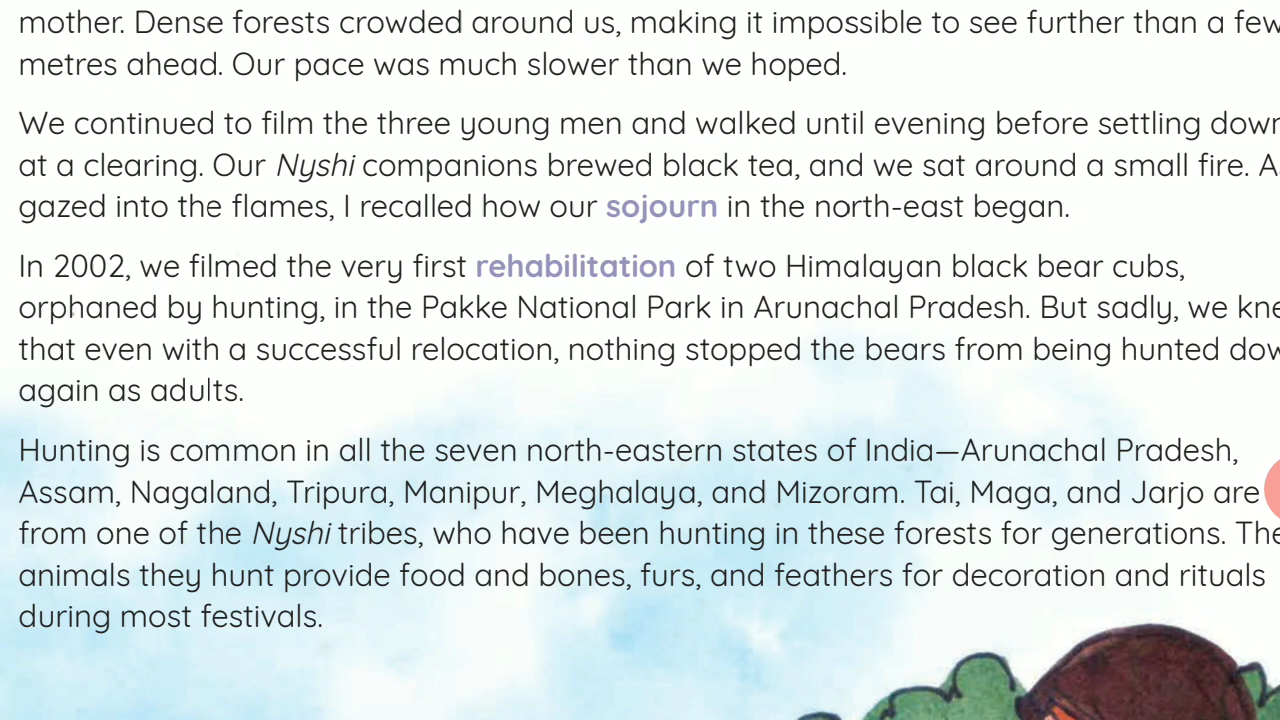 mother. Dense forests crowded around us, making it impossible to see further than a few
metres ahead. Our pace was much slower than we hoped.
We continued to film the three young men and walked until evening before settling down
at a clearing. Our Nyshi companions brewed black tea, and we sat around a small fire. As
gazed into the flames, I recalled how our sojourn in the north-east began.
In 2002, we filmed the very first rehabilitation of two Himalayan black bear cubs,
orphaned by hunting, in the Pakke National Park in Arunachal Pradesh. But sadly, we kne
that even with a successful relocation, nothing stopped the bears from being hunted dow
again as adults.
Hunting is common in all the seven north-eastern states of India—Arunachal Pradesh,
Assam, Nagaland, Tripura, Manipur, Meghalaya, and Mizoram. Tai, Maga, and Jarjo are
from one of the Nyshi tribes, who have been hunting in these forests for generations. The
animals they hunt provide food and bones, furs, and feathers for decoration and rituals
during most festivals.